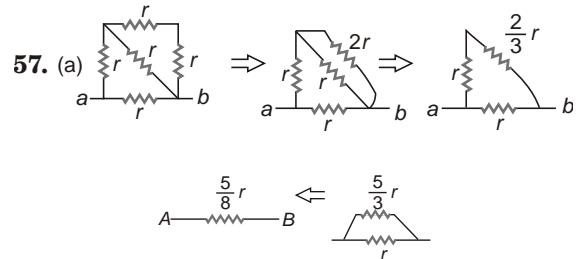 57. (a)
r
r r r
a r b
⇒
2r
r r
a r b
⇒
2/3 r
r
a r b
5/3 r
r
⇐
5/8 r
A B